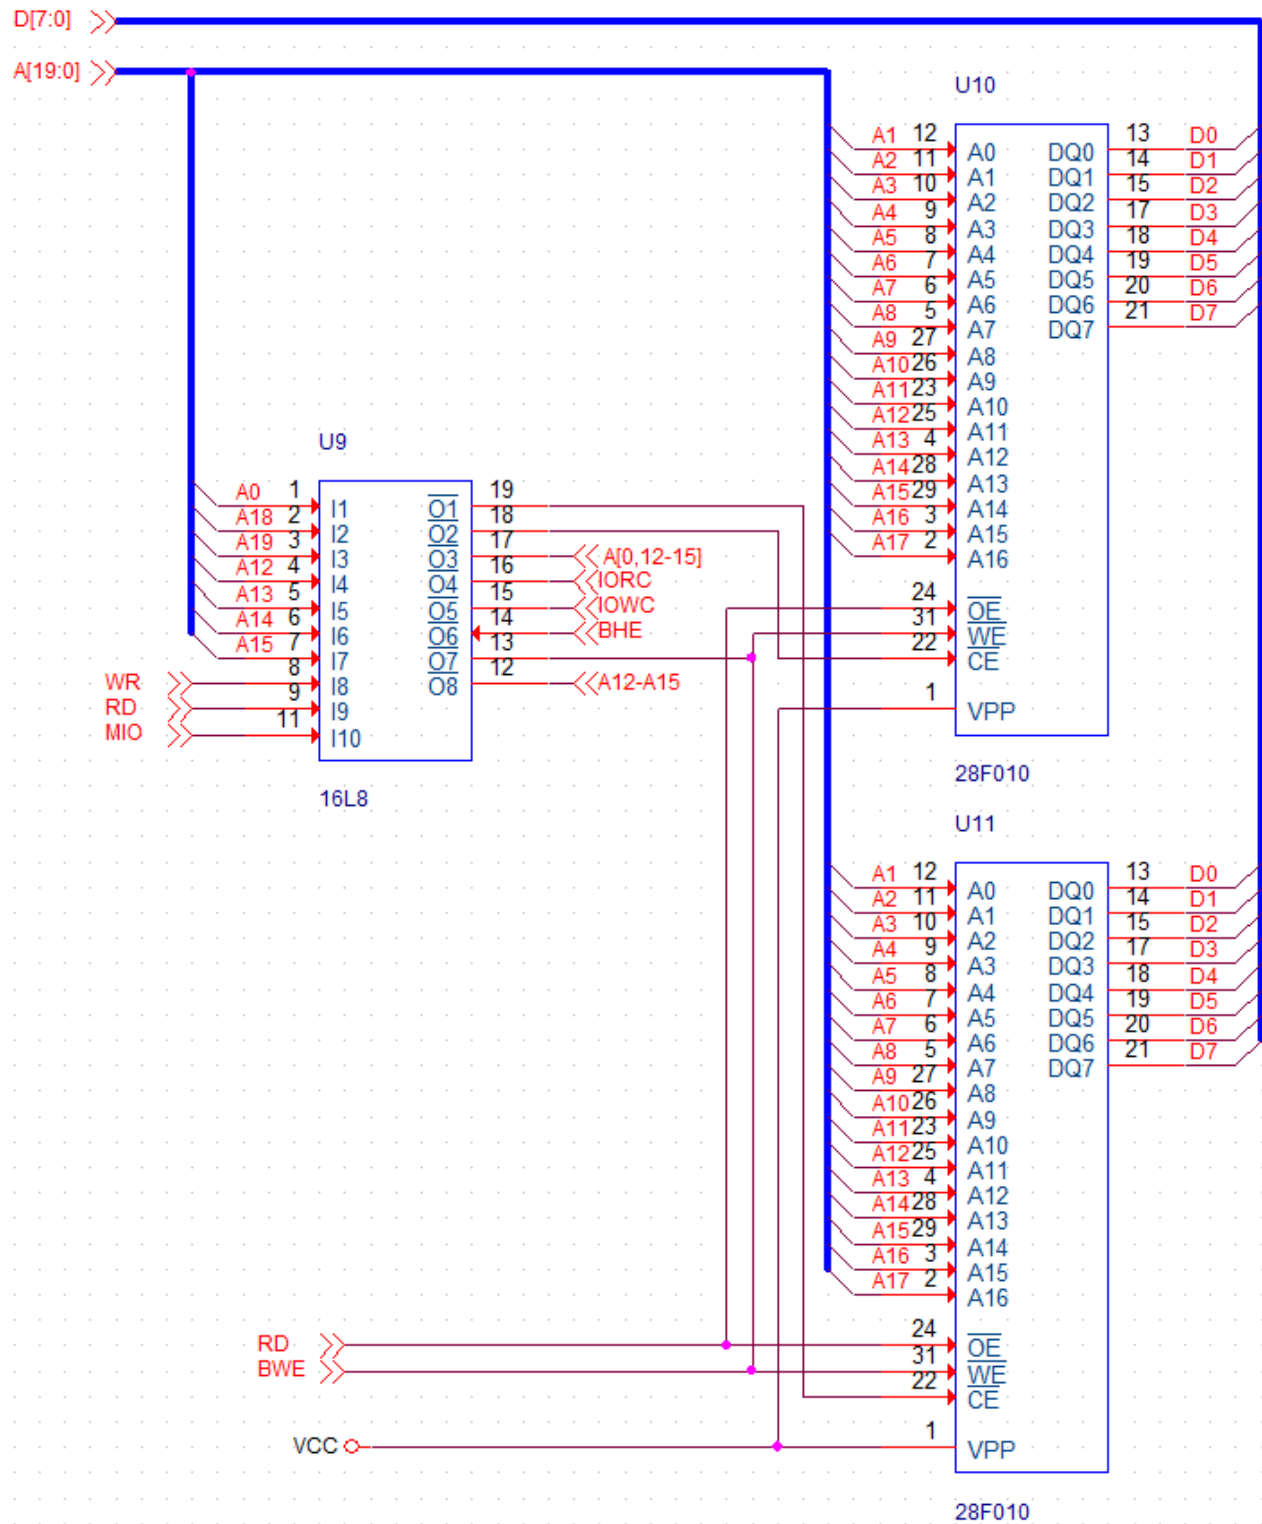 D[7:0]
A[19:0]
U10
A1 12 A0 DQ0 13 D0
A2 11 A1 DQ1 14 D1
A3 10 A2 DQ2 15 D2
A4 9 A3 DQ3 17 D3
A5 8 A4 DQ4 18 D4
A6 7 A5 DQ5 19 D5
A7 6 A6 DQ6 20 D6
A8 5 A7 DQ7 21 D7
A9 27 A8
A10 26 A9
A11 23 A10
A12 25 A11
A13 4 A12
A14 28 A13
A15 29 A14
A16 3 A15
A17 2 A16
24 OE
31 WE
22 CE
1 VPP
28F010
U9
A0 1 I1 O1 19
A18 2 I2 O2 18
A19 3 I3 O3 17 A[0,12-15]
A12 4 I4 O4 16 IORC
A13 5 I5 O5 15 IOWC
A14 6 I6 O6 14 BHE
A15 7 I7 O7 13
WR 8 I8 O8 12 A12-A15
RD 9 I9
MIO 11 I10
16L8
U11
A1 12 A0 DQ0 13 D0
A2 11 A1 DQ1 14 D1
A3 10 A2 DQ2 15 D2
A4 9 A3 DQ3 17 D3
A5 8 A4 DQ4 18 D4
A6 7 A5 DQ5 19 D5
A7 6 A6 DQ6 20 D6
A8 5 A7 DQ7 21 D7
A9 27 A8
A10 26 A9
A11 23 A10
A12 25 A11
A13 4 A12
A14 28 A13
A15 29 A14
A16 3 A15
A17 2 A16
RD 24 OE
BWE 31 WE
22 CE
VCC 1 VPP
28F010